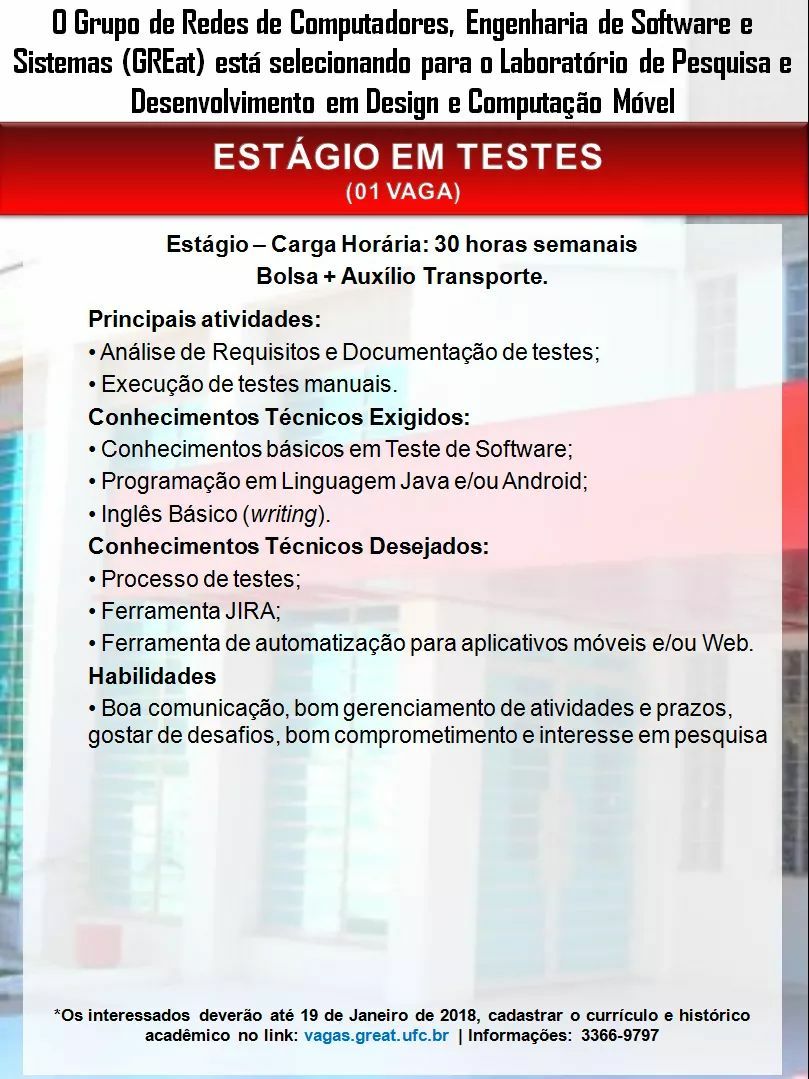 O Grupo de Redes de Computadores, Engenharia de Software e
Sistemas (GREat) está selecionando para o Laboratório de Pesquisa e
Desenvolvimento em Design e Computação Móvel
ESTÁGIO EM TESTES
(01 VAGA)
Estágio – Carga Horária: 30 horas semanais
Bolsa + Auxílio Transporte.
Principais atividades:
• Análise de Requisitos e Documentação de testes;
• Execução de testes manuais.
Conhecimentos Técnicos Exigidos:
• Conhecimentos básicos em Teste de Software;
• Programação em Linguagem Java e/ou Android;
• Inglês Básico (writing).
Conhecimentos Técnicos Desejados:
• Processo de testes;
• Ferramenta JIRA;
• Ferramenta de automatização para aplicativos móveis e/ou Web.
Habilidades
• Boa comunicação, bom gerenciamento de atividades e prazos,
gostar de desafios, bom comprometimento e interesse em pesquisa
*Os interessados deverão até 19 de Janeiro de 2018, cadastrar o currículo e histórico
acadêmico no link: vagas.great.ufc.br | Informações: 3366-9797